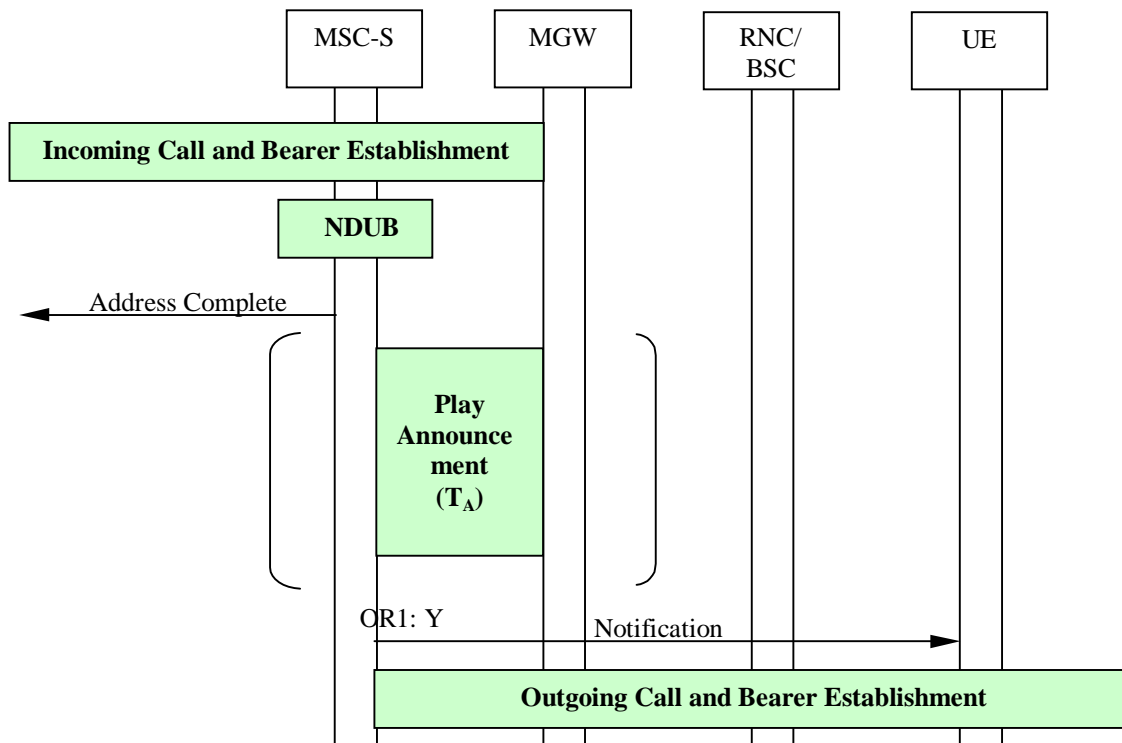 MSC-S
MGW
RNC/
BSC
UE
Incoming Call and Bearer Establishment
NDUB
Address Complete
Play
Announce
ment
(TA)
OR1: Y
Notification
Outgoing Call and Bearer Establishment